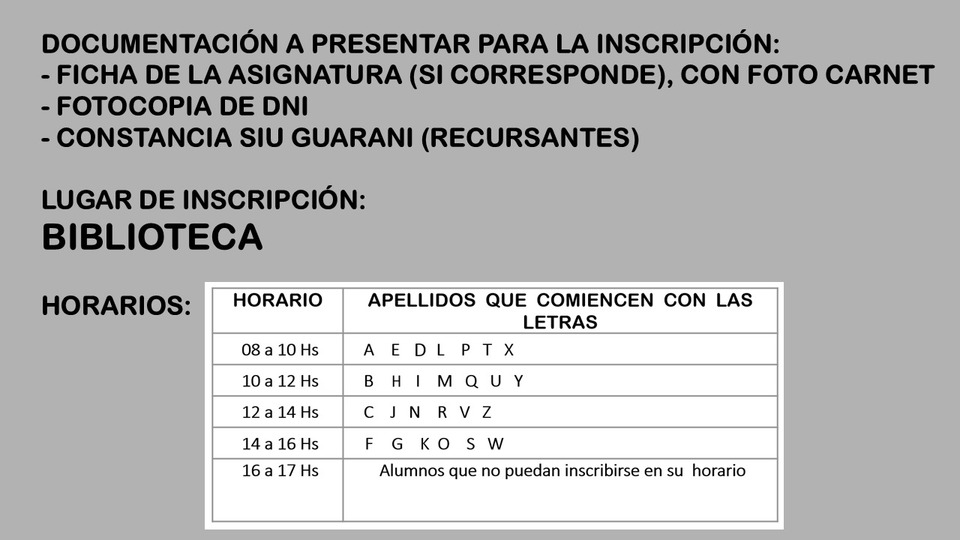 DOCUMENTACIÓN A PRESENTAR PARA LA INSCRIPCIÓN:
- FICHA DE LA ASIGNATURA (SI CORRESPONDE), CON FOTO CARNET
- FOTOCOPIA DE DNI
- CONSTANCIA SIU GUARANI (RECURSANTES)
LUGAR DE INSCRIPCIÓN:
BIBLIOTECA
HORARIOS:
HORARIO APELLIDOS QUE COMIENCEN CON LAS
LETRAS
08 a 10 Hs A E D L P T X
10 a 12 Hs B H I M Q U Y
12 a 14 Hs C J N R V Z
14 a 16 Hs F G K O S W
16 a 17 Hs Alumnos que no puedan inscribirse en su horario